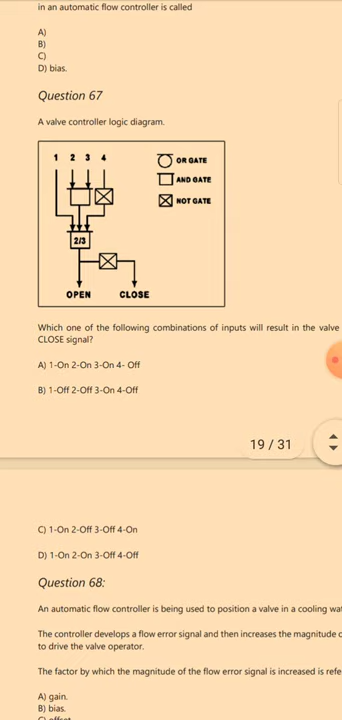 in an automatic flow controller is called
A)
B)
C)
D) bias.
Question 67
A valve controller logic diagram.
1 2 3 4
OR GATE
AND GATE
NOT GATE
2/3
OPEN CLOSE
Which one of the following combinations of inputs will result in the valve
CLOSE signal?
A) 1-On 2-On 3-On 4- Off
B) 1-Off 2-Off 3-On 4-Off
19 / 31
C) 1-On 2-Off 3-Off 4-On
D) 1-On 2-On 3-Off 4-Off
Question 68:
An automatic flow controller is being used to position a valve in a cooling wa
The controller develops a flow error signal and then increases the magnitude
to drive the valve operator.
The factor by which the magnitude of the flow error signal is increased is refe
A) gain.
B) bias.
C) offset